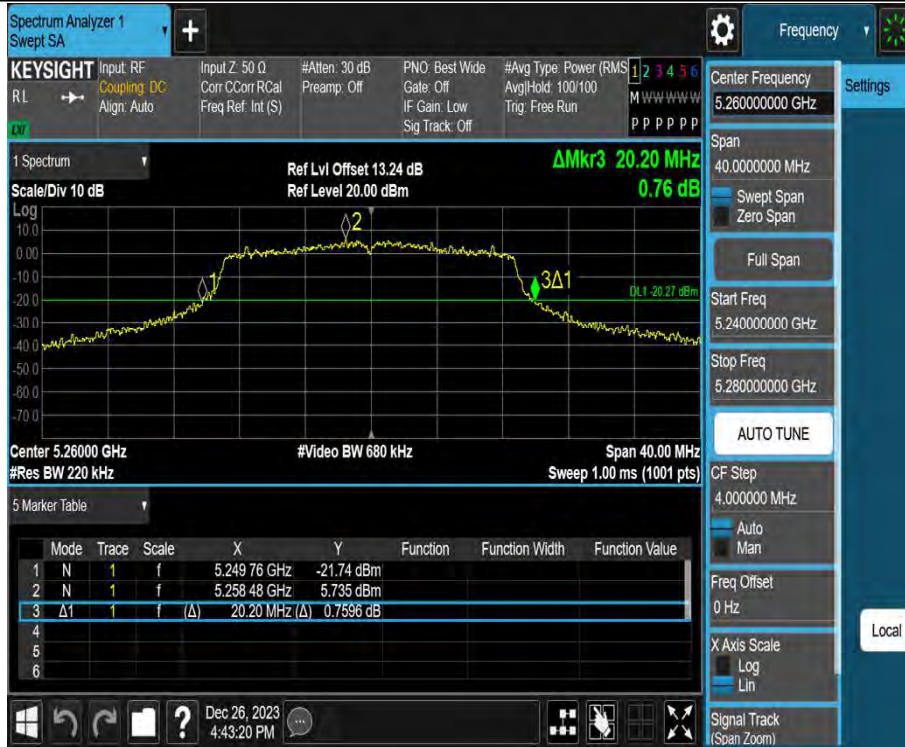 Spectrum Analyzer 1
Swept SA
+
Frequency
KEYSIGHT
RL
LXI
Input: RF
Coupling: DC
Align: Auto
Input Z: 50 Ω
Corr CCorr RCal
Freq Ref: Int (S)
#Atten: 30 dB
Preamp: Off
PNO: Best Wide
Gate: Off
IF Gain: Low
Sig Track: Off
#Avg Type: Power (RMS
Avg|Hold: 100/100
Trig: Free Run
1 2 3 4 5 6
M W W W W W
P P P P P P
1 Spectrum
Scale/Div 10 dB
Ref Lvl Offset 13.24 dB
Ref Level 20.00 dBm
ΔMkr3 20.20 MHz
0.76 dB
Log
10.0
0.00
-10.0
-20.0
-30.0
-40.0
-50.0
-60.0
-70.0
2
1
3Δ1
DL1 -20.27 dBm
Center 5.26000 GHz
#Video BW 680 kHz
Span 40.00 MHz
#Res BW 220 kHz
Sweep 1.00 ms (1001 pts)
5 Marker Table
Mode Trace Scale X Y Function Function Width Function Value
1 N 1 f 5.249 76 GHz -21.74 dBm
2 N 1 f 5.258 48 GHz 5.735 dBm
3 Δ1 1 f (Δ) 20.20 MHz (Δ) 0.7596 dB
4
5
6
?
Dec 26, 2023
4:43:20 PM
Center Frequency
5.260000000 GHz
Settings
Span
40.0000000 MHz
Swept Span
Zero Span
Full Span
Start Freq
5.240000000 GHz
Stop Freq
5.280000000 GHz
AUTO TUNE
CF Step
4.000000 MHz
Auto
Man
Freq Offset
0 Hz
Local
X Axis Scale
Log
Lin
Signal Track
(Span Zoom)